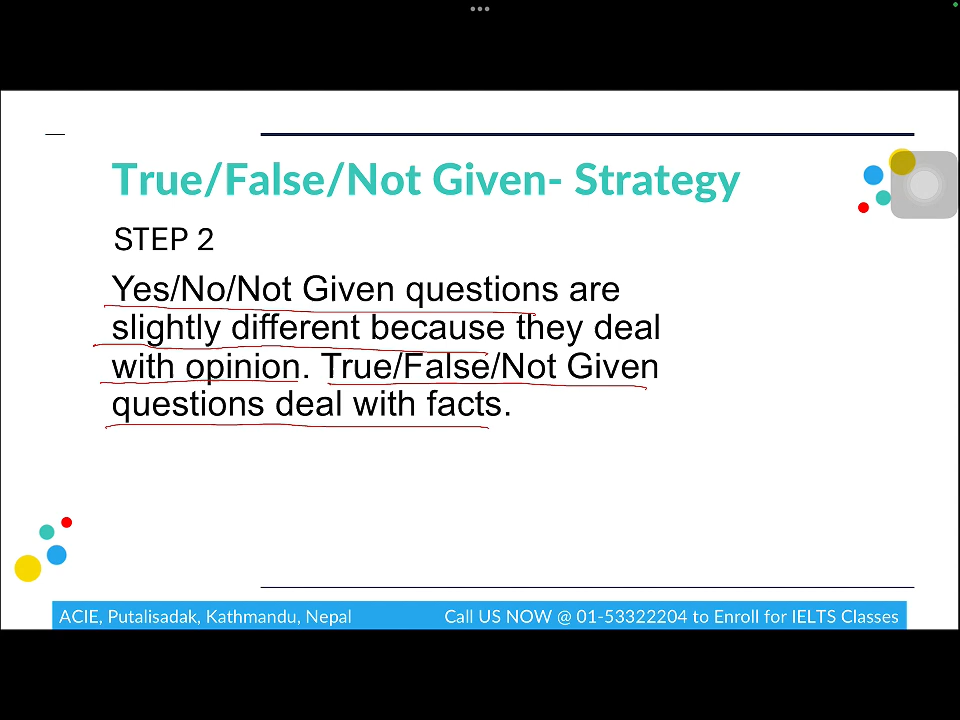 True/False/Not Given- Strategy
STEP 2
Yes/No/Not Given questions are
slightly different because they deal
with opinion. True/False/Not Given
questions deal with facts.
ACIE, Putalisadak, Kathmandu, Nepal
Call US NOW @ 01-53322204 to Enroll for IELTS Classes